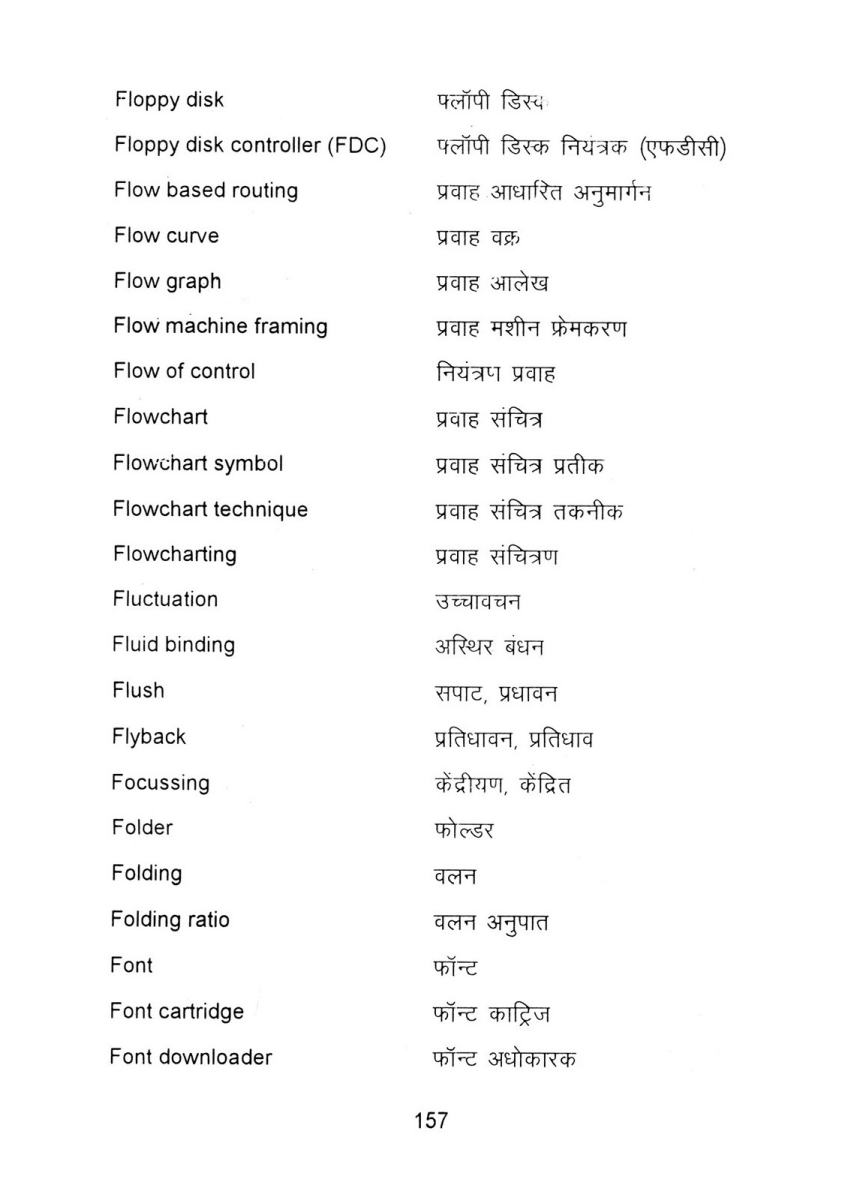 Floppy disk फ्लॉपी डिस्क
Floppy disk controller (FDC) फ्लॉपी डिस्क नियंत्रक (एफडीसी)
Flow based routing प्रवाह आधारित अनुमार्गन
Flow curve प्रवाह वक्र
Flow graph प्रवाह आलेख
Flow machine framing प्रवाह मशीन फ्रेमकरण
Flow of control नियंत्रण प्रवाह
Flowchart प्रवाह संचित्र
Flowchart symbol प्रवाह संचित्र प्रतीक
Flowchart technique प्रवाह संचित्र तकनीक
Flowcharting प्रवाह संचित्रण
Fluctuation उच्चावचन
Fluid binding अस्थिर बंधन
Flush सपाट, प्रधावन
Flyback प्रतिधावन, प्रतिधाव
Focussing केंद्रीयण, केंद्रित
Folder फोल्डर
Folding वलन
Folding ratio वलन अनुपात
Font फॉन्ट
Font cartridge फॉन्ट काट्रिज
Font downloader फॉन्ट अधोकारक
157